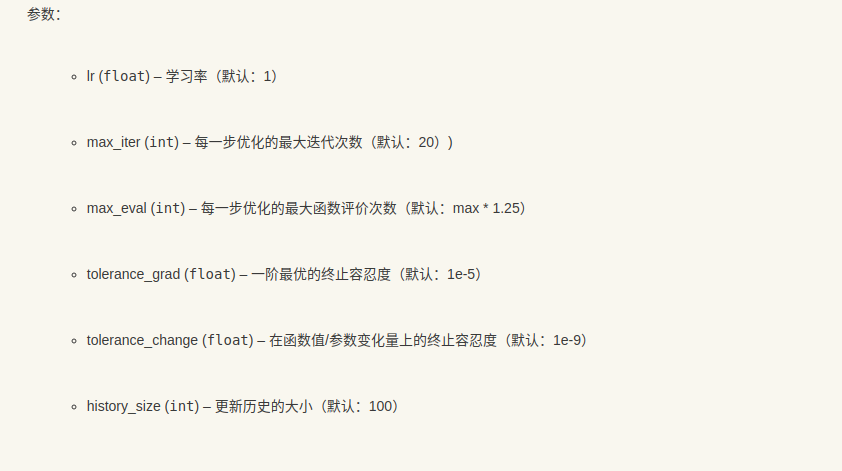 参数：
lr (float) – 学习率（默认：1）
max_iter (int) – 每一步优化的最大迭代次数（默认：20）)
max_eval (int) – 每一步优化的最大函数评价次数（默认：max * 1.25）
tolerance_grad (float) – 一阶最优的终止容忍度（默认：1e-5）
tolerance_change (float) – 在函数值/参数变化量上的终止容忍度（默认：1e-9）
history_size (int) – 更新历史的大小（默认：100）